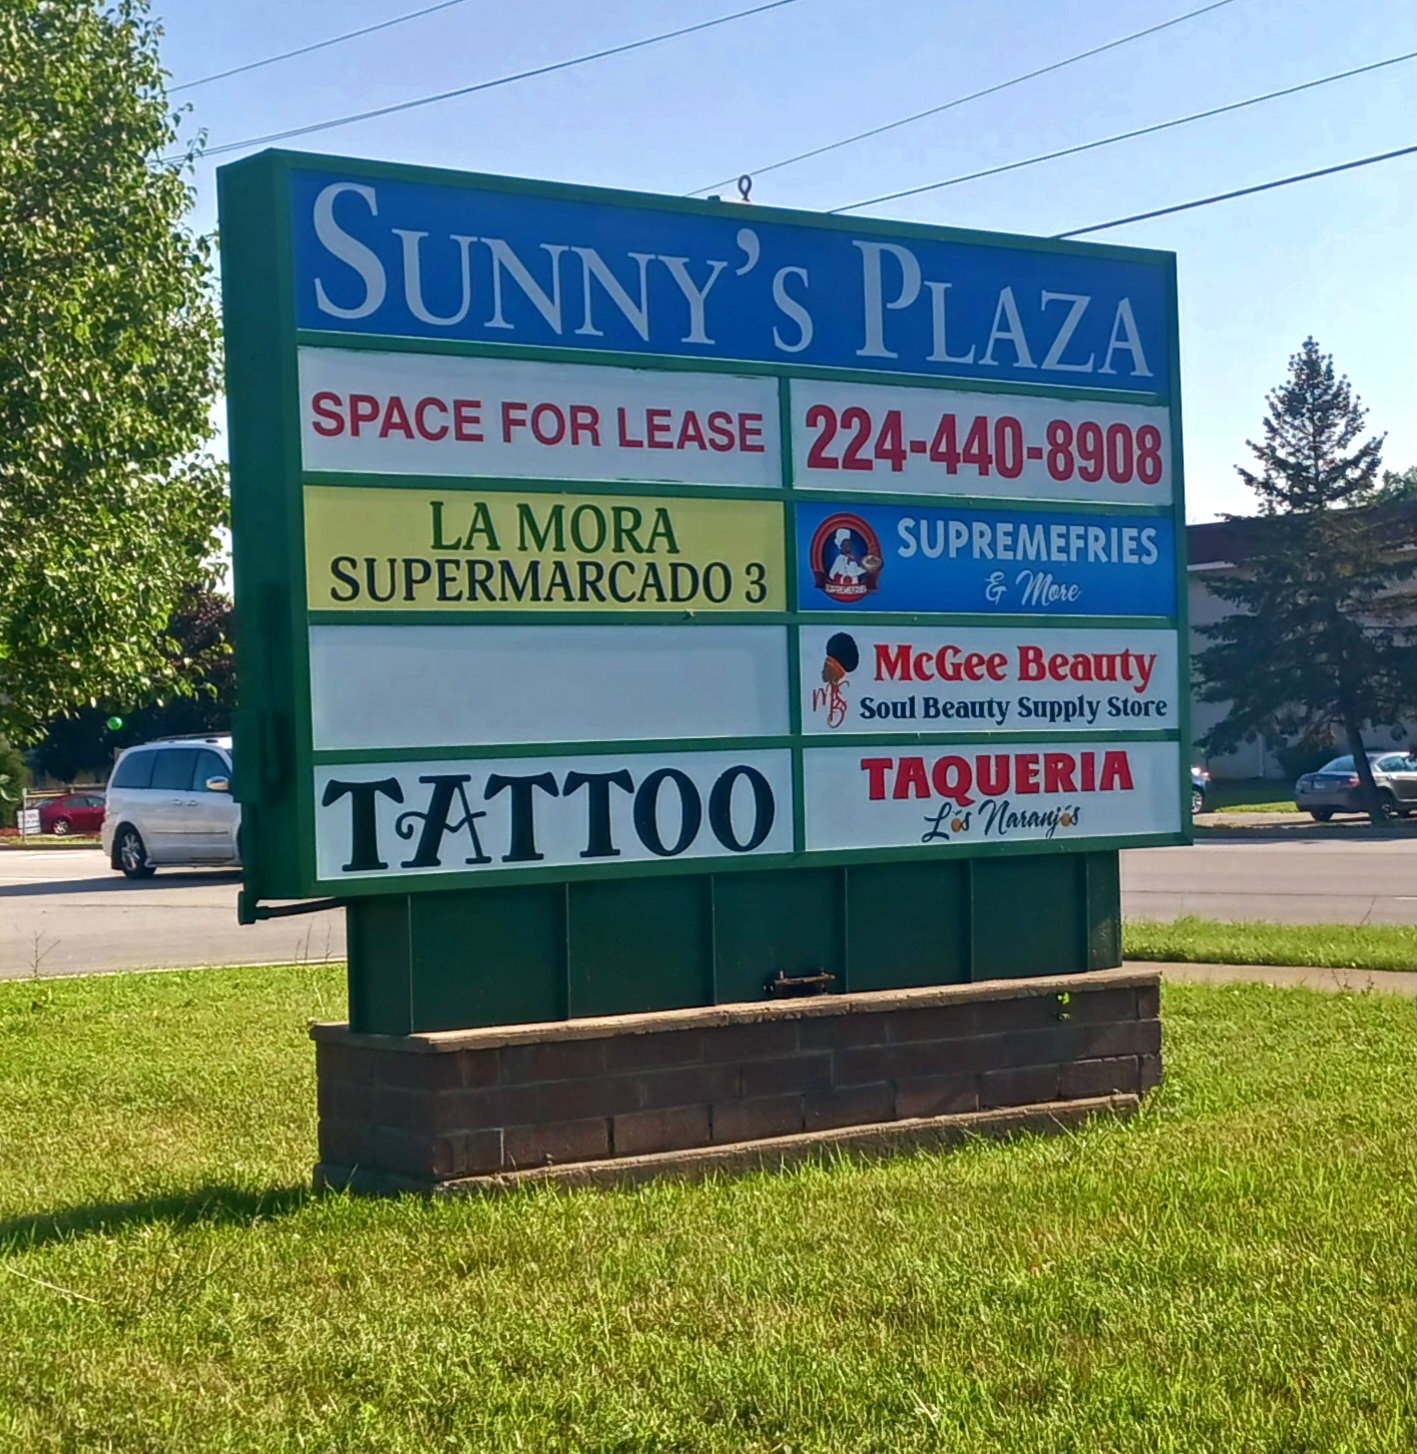 SUNNY'S PLAZA
SPACE FOR LEASE
224-440-8908
LA MORA
SUPERMARCADO 3
SUPREMEFRIES
& More
McGee Beauty
Soul Beauty Supply Store
MBS
TATTOO
TAQUERIA
Los Naranjos